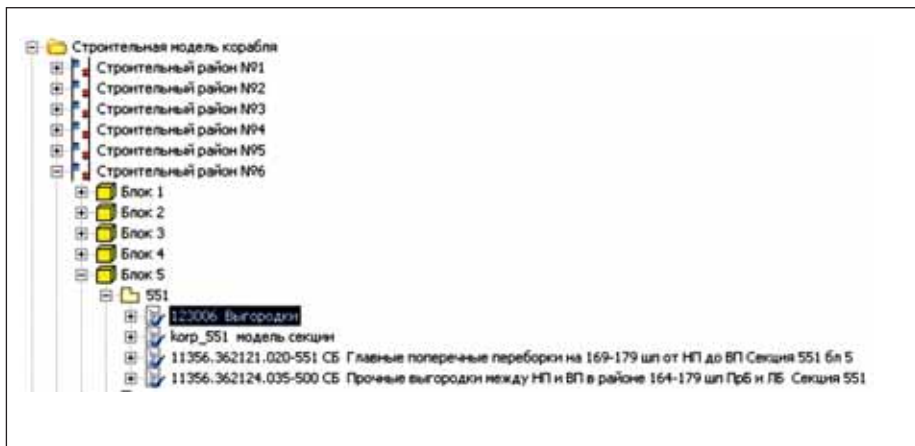 Строительная модель корабля
Строительный район №1
Строительный район №2
Строительный район №3
Строительный район №4
Строительный район №5
Строительный район №6
Блок 1
Блок 2
Блок 3
Блок 4
Блок 5
551
123006 Выгородки
korp_551 модель секции
11356.362121.020-551 СБ Главные поперечные переборки на 169-179 шп от НП до ВП Секция 551 бл 5
11356.362124.035-500 СБ Прочные выгородки между НП и ВП в районе 164-179 шп ПрБ и ЛБ Секция 551